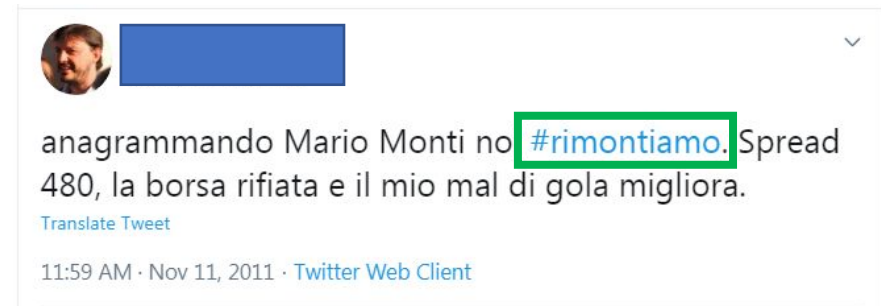 anagrammando Mario Monti no #rimontiamo. Spread
480, la borsa rifiata e il mio mal di gola migliora.
Translate Tweet
11:59 AM · Nov 11, 2011 · Twitter Web Client